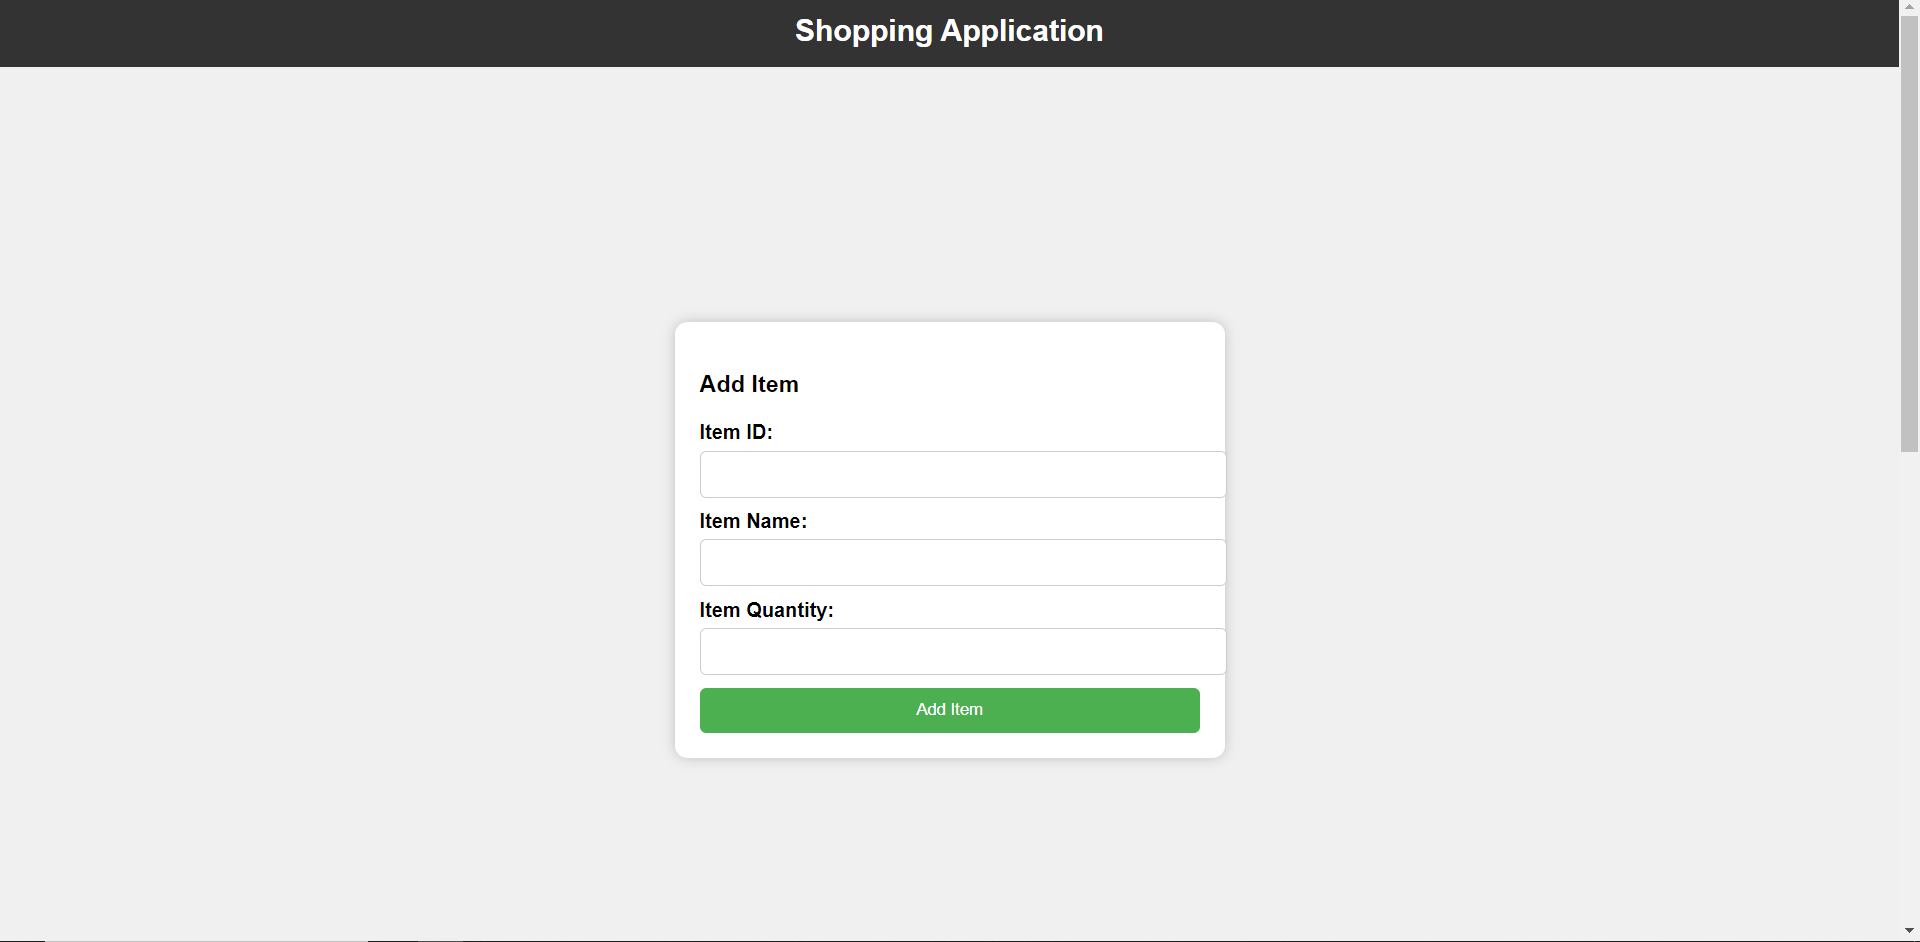 Shopping Application
Add Item
Item ID:
Item Name:
Item Quantity:
Add Item